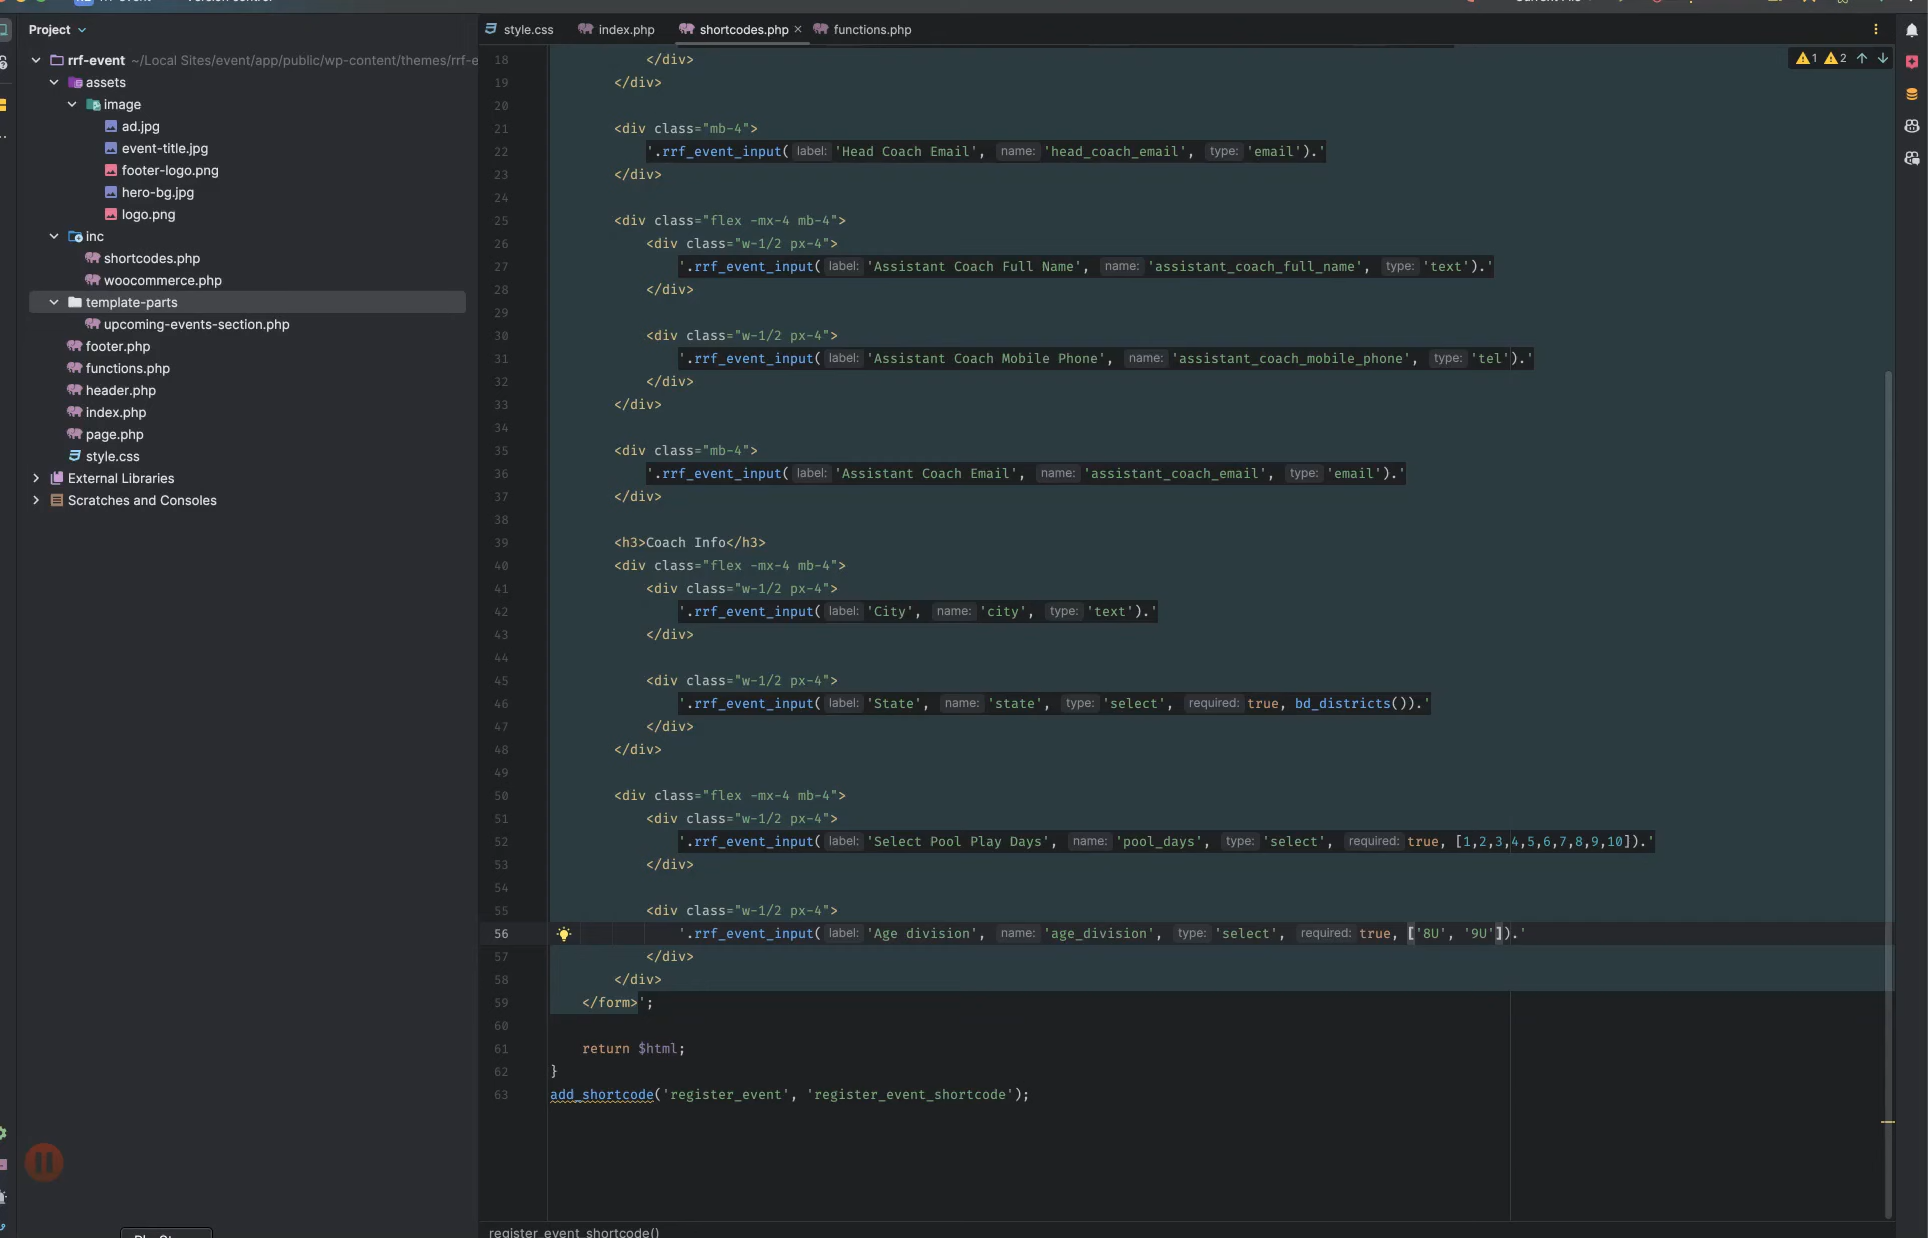 Project
style.css
index.php
shortcodes.php
functions.php
rrf-event ~/Local Sites/event/app/public/wp-content/themes/rrf-e
assets
image
ad.jpg
event-title.jpg
footer-logo.png
hero-bg.jpg
logo.png
inc
shortcodes.php
woocommerce.php
template-parts
upcoming-events-section.php
footer.php
functions.php
header.php
index.php
page.php
style.css
External Libraries
Scratches and Consoles
1 2
18 </div>
19 </div>
20
21 <div class="mb-4">
22 '.rrf_event_input( label: 'Head Coach Email', name: 'head_coach_email', type: 'email').'
23 </div>
24
25 <div class="flex -mx-4 mb-4">
26 <div class="w-1/2 px-4">
27 '.rrf_event_input( label: 'Assistant Coach Full Name', name: 'assistant_coach_full_name', type: 'text').'
28 </div>
29
30 <div class="w-1/2 px-4">
31 '.rrf_event_input( label: 'Assistant Coach Mobile Phone', name: 'assistant_coach_mobile_phone', type: 'tel').'
32 </div>
33 </div>
34
35 <div class="mb-4">
36 '.rrf_event_input( label: 'Assistant Coach Email', name: 'assistant_coach_email', type: 'email').'
37 </div>
38
39 <h3>Coach Info</h3>
40 <div class="flex -mx-4 mb-4">
41 <div class="w-1/2 px-4">
42 '.rrf_event_input( label: 'City', name: 'city', type: 'text').'
43 </div>
44
45 <div class="w-1/2 px-4">
46 '.rrf_event_input( label: 'State', name: 'state', type: 'select', required: true, bd_districts()).'
47 </div>
48 </div>
49
50 <div class="flex -mx-4 mb-4">
51 <div class="w-1/2 px-4">
52 '.rrf_event_input( label: 'Select Pool Play Days', name: 'pool_days', type: 'select', required: true, [1,2,3,4,5,6,7,8,9,10]).'
53 </div>
54
55 <div class="w-1/2 px-4">
56 '.rrf_event_input( label: 'Age division', name: 'age_division', type: 'select', required: true, ['8U', '9U']).'
57 </div>
58 </div>
59 </form>';
60
61 return $html;
62 }
63 add_shortcode('register_event', 'register_event_shortcode');
register_event_shortcode()